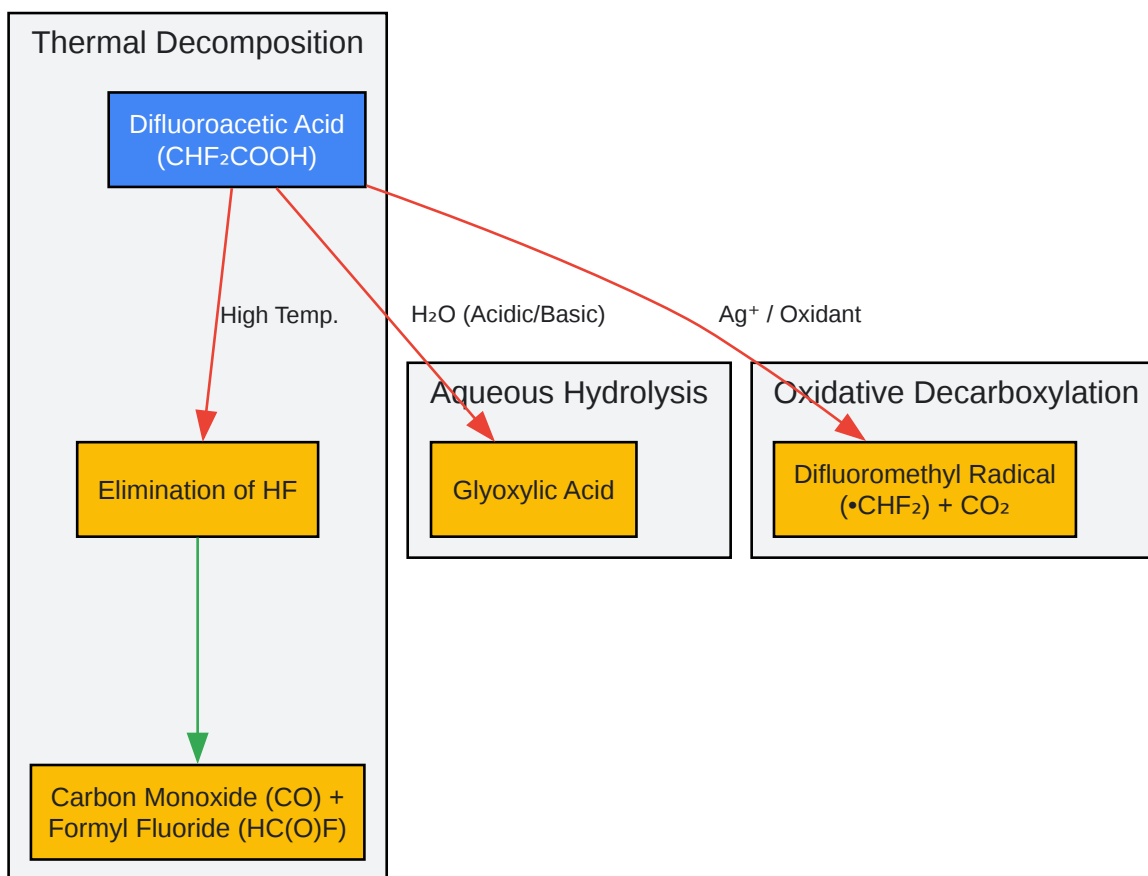 Thermal Decomposition
Difluoroacetic Acid
(CHF₂COOH)
High Temp.
H₂O (Acidic/Basic)
Ag⁺ / Oxidant
Aqueous Hydrolysis
Oxidative Decarboxylation
Elimination of HF
Glyoxylic Acid
Difluoromethyl Radical
(•CHF₂) + CO₂
Carbon Monoxide (CO) +
Formyl Fluoride (HC(O)F)